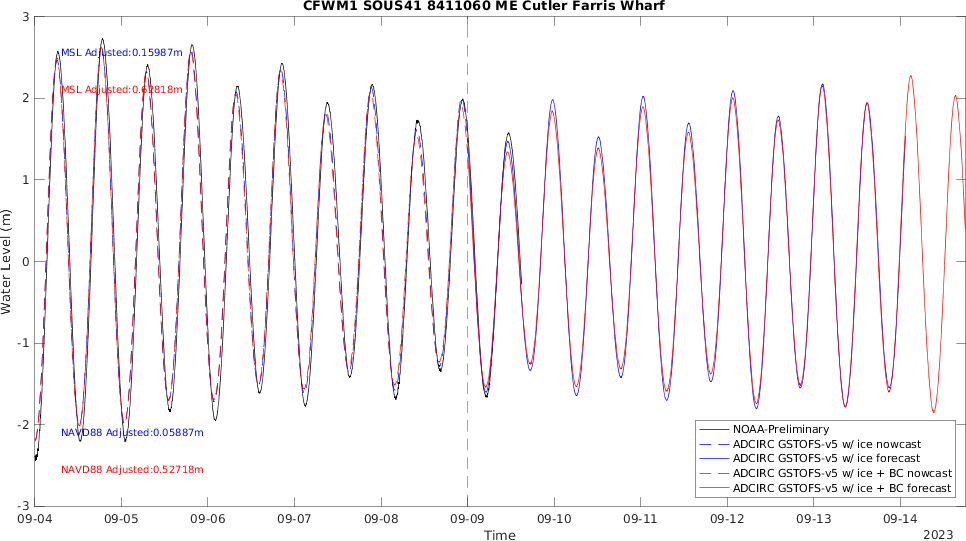 CFWM1 SOUS41 8411060 ME Cutler Farris Wharf
3
2
1
0
-1
-2
-3
Water Level (m)
MSL Adjusted:0.15987m
MSL Adjusted:0.62818m
NAVD88 Adjusted:0.05887m
NAVD88 Adjusted:0.52718m
NOAA-Preliminary
ADCIRC GSTOFS-v5 w/ ice nowcast
ADCIRC GSTOFS-v5 w/ ice forecast
ADCIRC GSTOFS-v5 w/ ice + BC nowcast
ADCIRC GSTOFS-v5 w/ ice + BC forecast
09-04 09-05 09-06 09-07 09-08 09-09 09-10 09-11 09-12 09-13 09-14
Time
2023